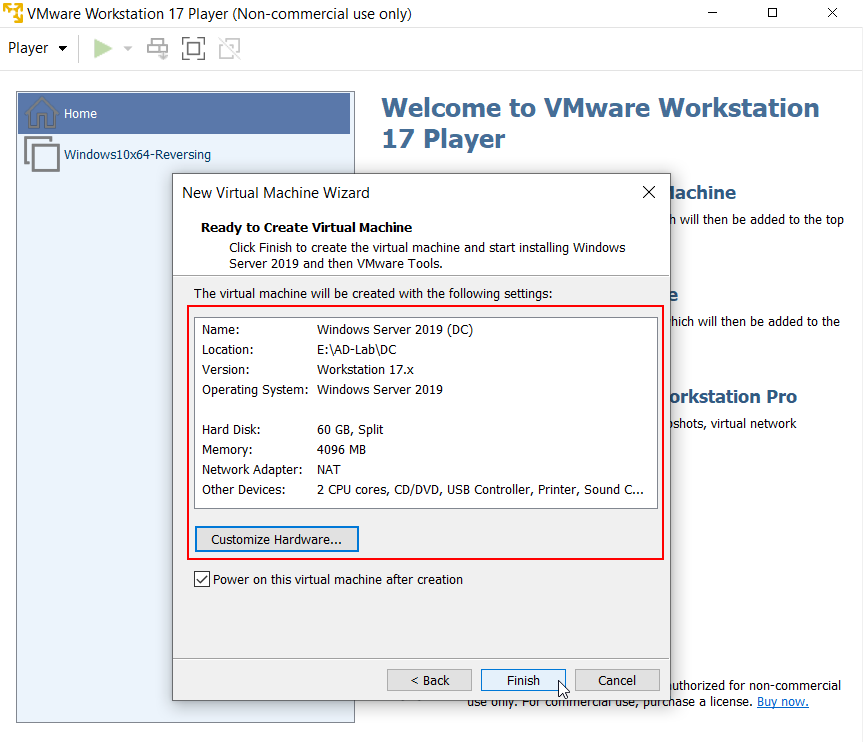 VMware Workstation 17 Player (Non-commercial use only)
Player
Home
Windows10x64-Reversing
Welcome to VMware Workstation
17 Player
Machine
h will then be added to the top
e
hich will then be added to the
orkstation Pro
pshots, virtual network
New Virtual Machine Wizard
Ready to Create Virtual Machine
Click Finish to create the virtual machine and start installing Windows
Server 2019 and then VMware Tools.
The virtual machine will be created with the following settings:
Name: Windows Server 2019 (DC)
Location: E:\AD-Lab\DC
Version: Workstation 17.x
Operating System: Windows Server 2019
Hard Disk: 60 GB, Split
Memory: 4096 MB
Network Adapter: NAT
Other Devices: 2 CPU cores, CD/DVD, USB Controller, Printer, Sound C...
Customize Hardware...
Power on this virtual machine after creation
< Back Finish Cancel
uthorized for non-commercial
use only. For commercial use, purchase a license. Buy now.